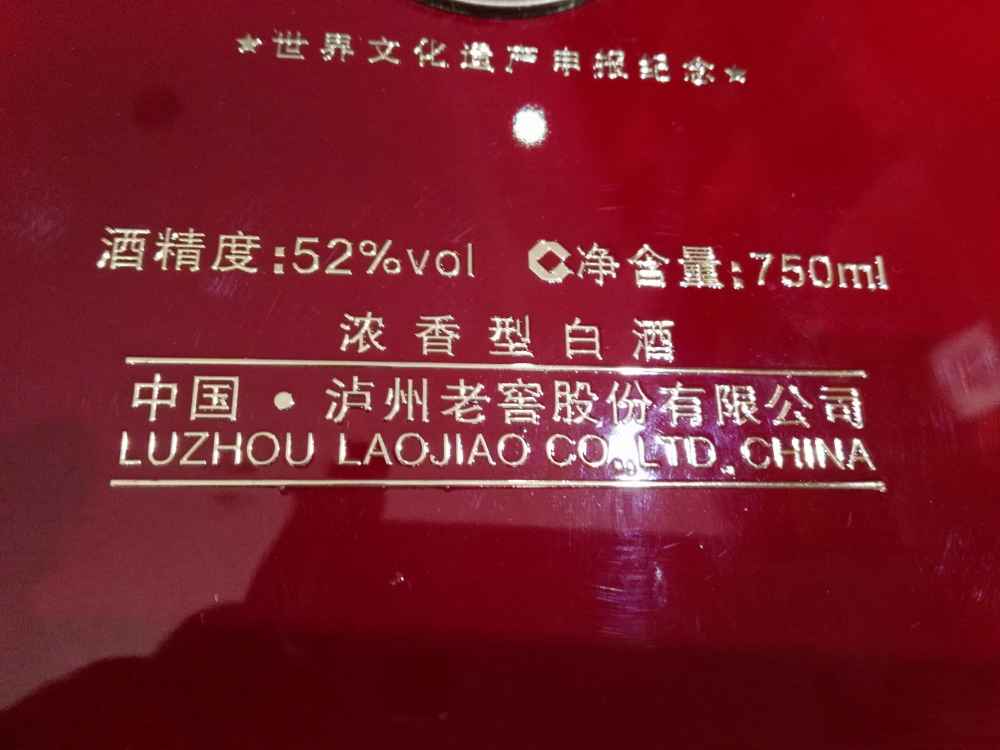 ★世界文化遗产申报纪念★
酒精度:52%vol 净含量:750ml
浓香型白酒
中国·泸州老窖股份有限公司
LUZHOU LAOJIAO CO.,LTD. CHINA